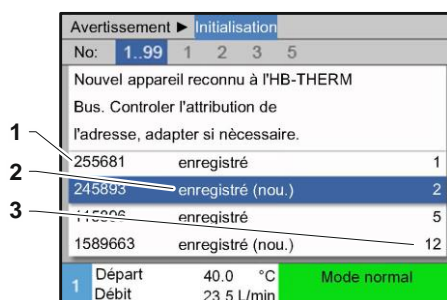 Avertissement ► Initialisation
No: 1..99 1 2 3 5
Nouvel appareil reconnu à l'HB-THERM
Bus. Controler l'attribution de
l'adresse, adapter si nècessaire.
1
255681 enregistré 1
2
245893 enregistré (nou.) 2
3
enregistré 5
1589663 enregistré (nou.) 12
1
Départ 40.0 °C
Débit 23.5 L/min
Mode normal